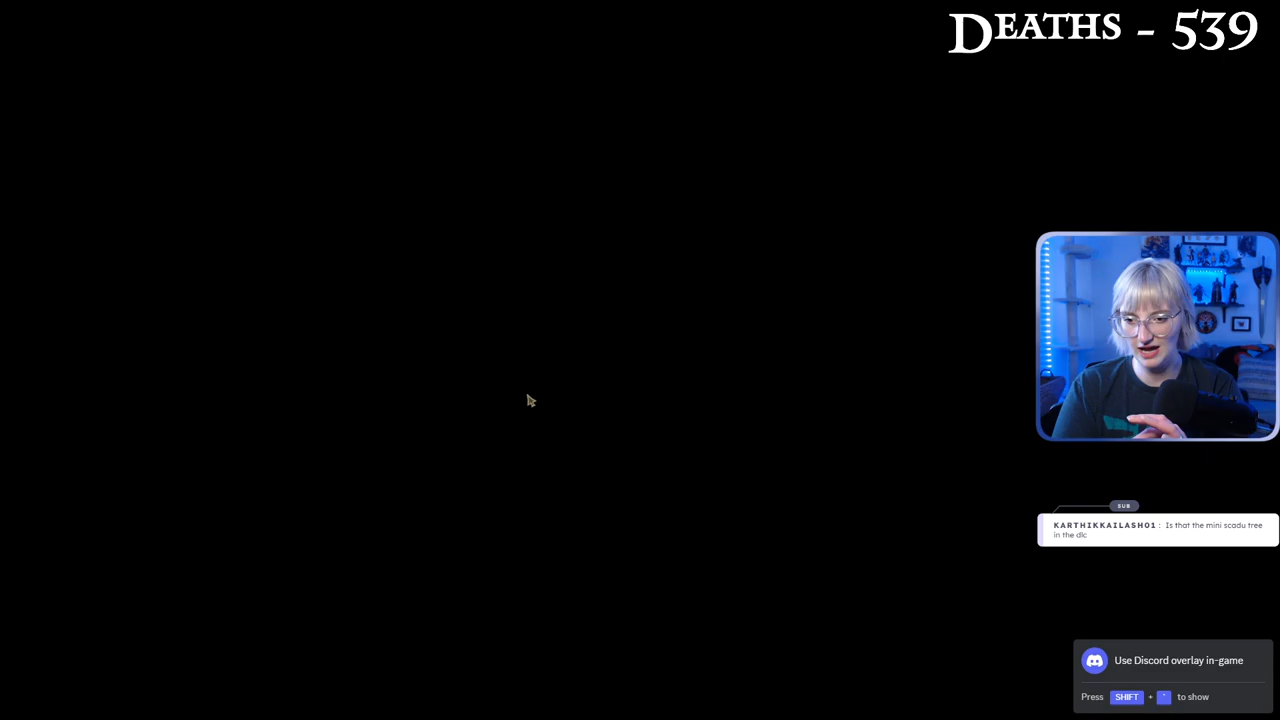 DEATHS - 539
SUB
KARTHIKKAILASH01 : Is that the mini scadu tree
in the dlc
Use Discord overlay in-game
Press SHIFT + ` to show